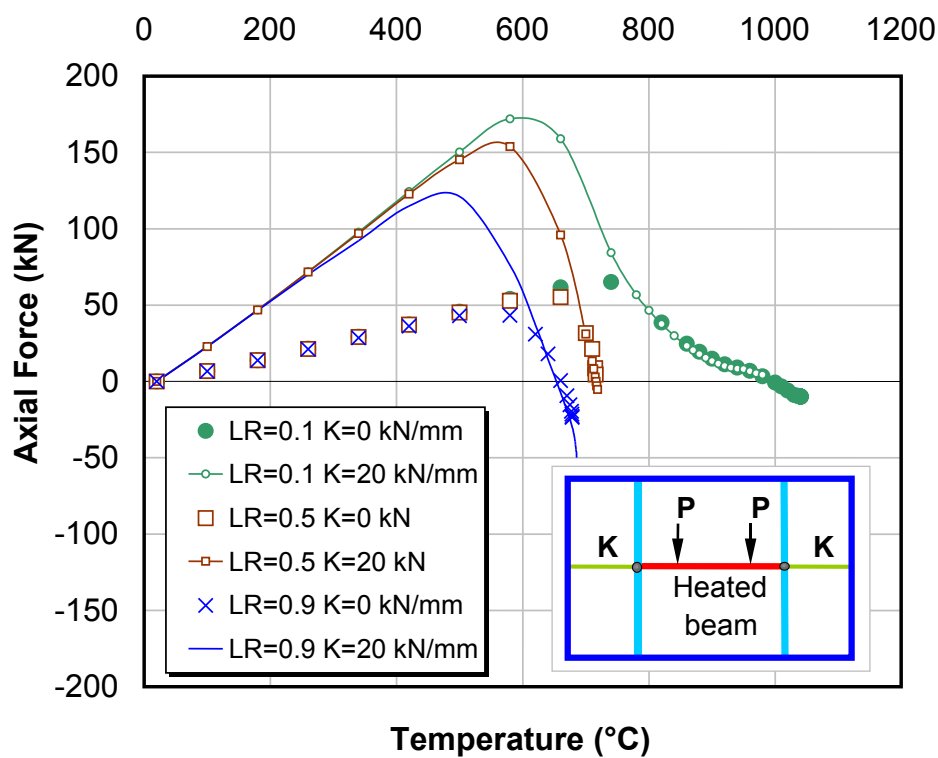 0 200 400 600 800 1000 1200
200
150
100
50
0
-50
-100
-150
-200
Axial Force (kN)
LR=0.1 K=0 kN/mm
LR=0.1 K=20 kN/mm
LR=0.5 K=0 kN
LR=0.5 K=20 kN
LR=0.9 K=0 kN/mm
LR=0.9 K=20 kN/mm
P P
K K
Heated
beam
Temperature (°C)